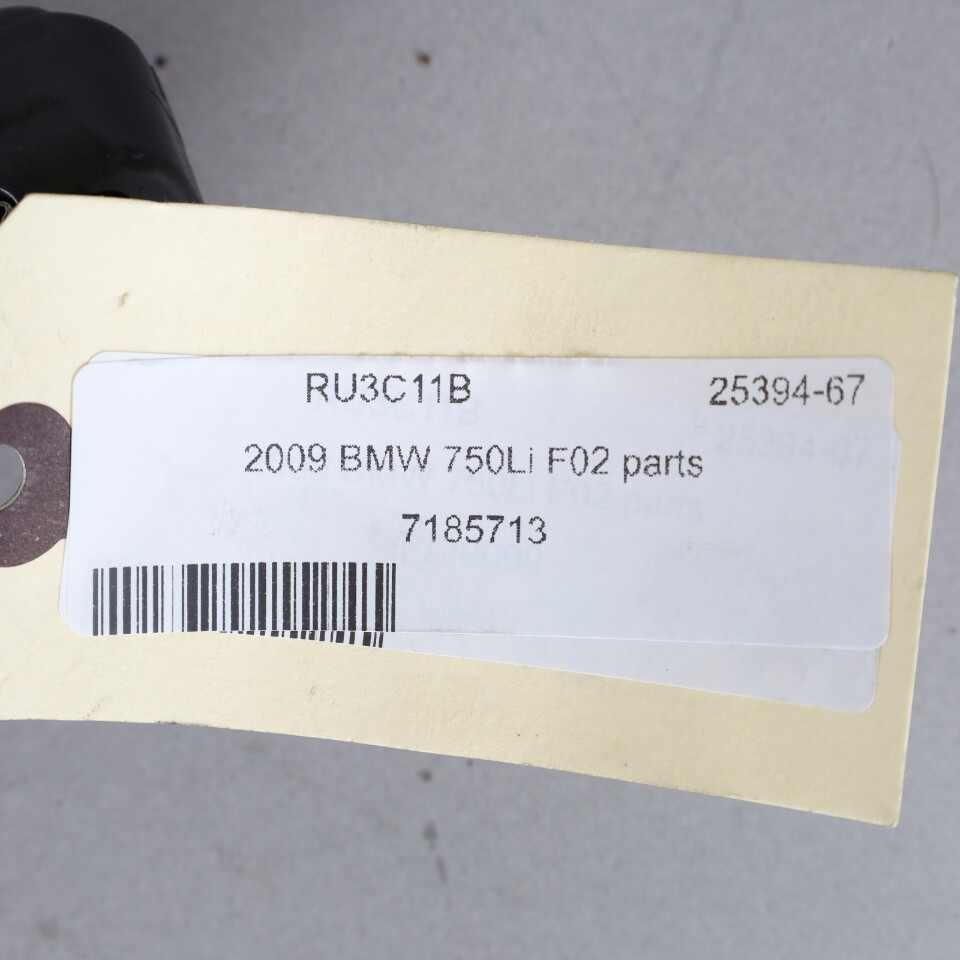 RU3C11B 25394-67
2009 BMW 750Li F02 parts
7185713